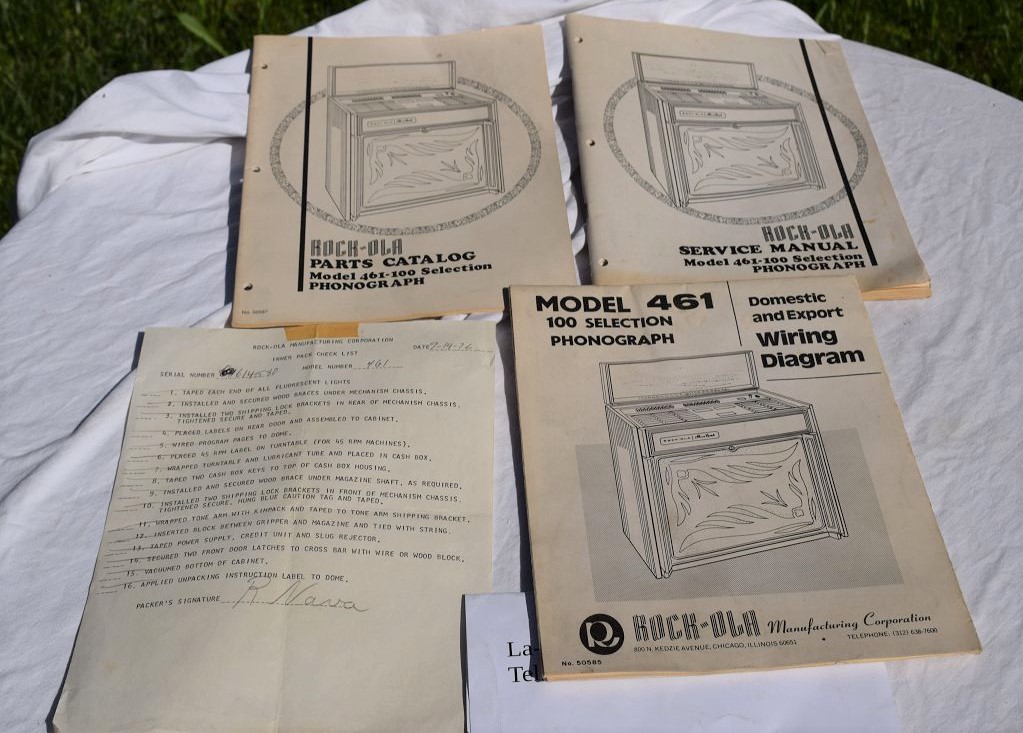 ROCK-OLA
PARTS CATALOG
Model 461-100 Selection
PHONOGRAPH
No. 50587
ROCK-OLA
SERVICE MANUAL
Model 461-100 Selection
PHONOGRAPH
MODEL 461
100 SELECTION
PHONOGRAPH
Domestic
and Export
Wiring
Diagram
ROCK-OLA Manufacturing Corporation
800 N. KEDZIE AVENUE, CHICAGO, ILLINOIS 60651 TELEPHONE: (312) 638-7600
No. 50585
ROCK-OLA MANUFACTURING CORPORATION DATE
INNER PACK CHECK LIST
SERIAL NUMBER MODEL NUMBER 461
1. TAPED EACH END OF ALL FLUORESCENT LIGHTS
2. INSTALLED AND SECURED WOOD BRACES UNDER MECHANISM CHASSIS.
3. INSTALLED TWO SHIPPING LOCK BRACKETS IN REAR OF MECHANISM CHASSIS.
TIGHTENED SECURE AND TAPED.
4. PLACED LABELS ON REAR DOOR AND ASSEMBLED TO CABINET.
5. WIRED PROGRAM PAGES TO DOME.
6. PLACED 45 RPM LABEL ON TURNTABLE (FOR 45 RPM MACHINES).
7. WRAPPED TURNTABLE AND LUBRICANT TUBE AND PLACED IN CASH BOX.
8. TAPED TWO CASH BOX KEYS TO TOP OF CASH BOX HOUSING.
9. INSTALLED AND SECURED WOOD BRACE UNDER MAGAZINE SHAFT, AS REQUIRED.
10. INSTALLED TWO SHIPPING LOCK BRACKETS IN FRONT OF MECHANISM CHASSIS.
TIGHTENED SECURE, HUNG BLUE CAUTION TAG AND TAPED.
11. WRAPPED TONE ARM WITH KIMPACK AND TAPED TO TONE ARM SHIPPING BRACKET.
12. INSERTED BLOCK BETWEEN GRIPPER AND MAGAZINE AND TIED WITH STRING.
13. TAPED POWER SUPPLY, CREDIT UNIT AND SLUG REJECTOR.
14. SECURED TWO FRONT DOOR LATCHES TO CROSS BAR WITH WIRE OR WOOD BLOCK.
15. VACUUMED BOTTOM OF CABINET.
16. APPLIED UNPACKING INSTRUCTION LABEL TO DOME.
PACKER'S SIGNATURE R Nava
La-
Tel